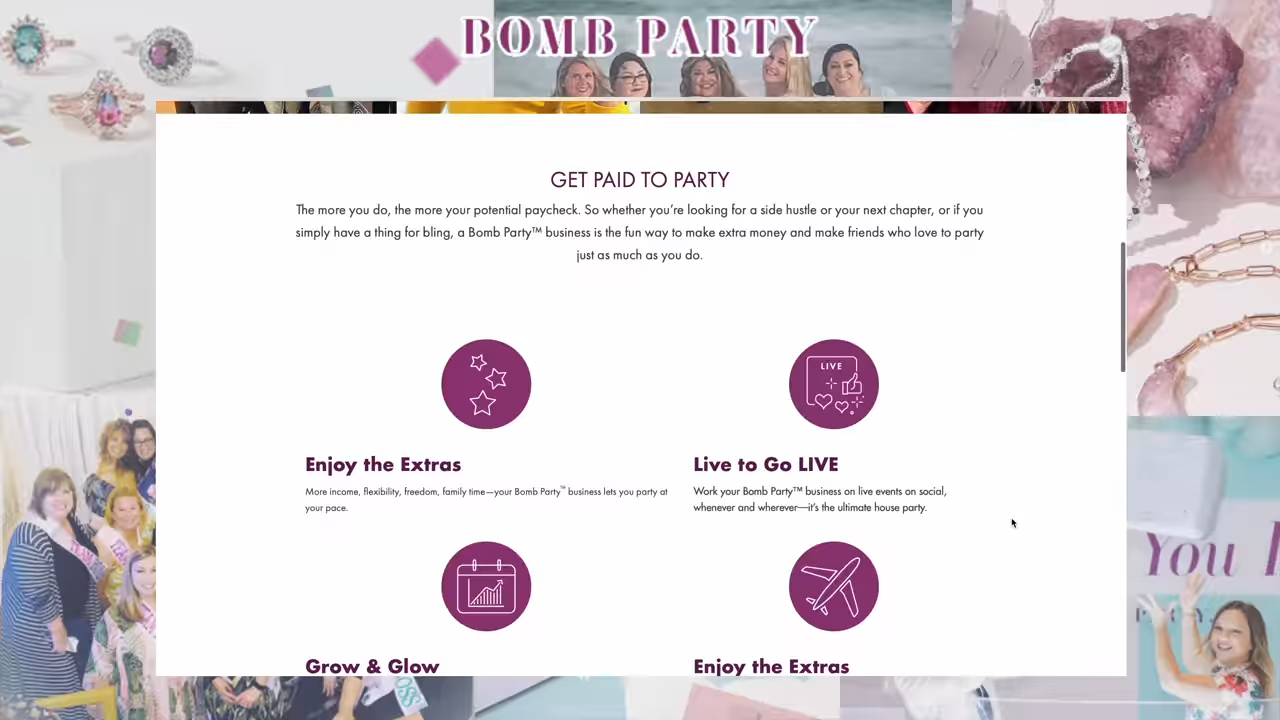 BOMB PARTY
GET PAID TO PARTY
The more you do, the more your potential paycheck. So whether you're looking for a side hustle or your next chapter, or if you
simply have a thing for bling, a Bomb Party™ business is the fun way to make extra money and make friends who love to party
just as much as you do.
LIVE
Enjoy the Extras
More income, flexibility, freedom, family time—your Bomb Party™ business lets you party at
your pace.
Live to Go LIVE
Work your Bomb Party™ business on live events on social,
whenever and wherever—it's the ultimate house party.
Grow & Glow
Enjoy the Extras
You